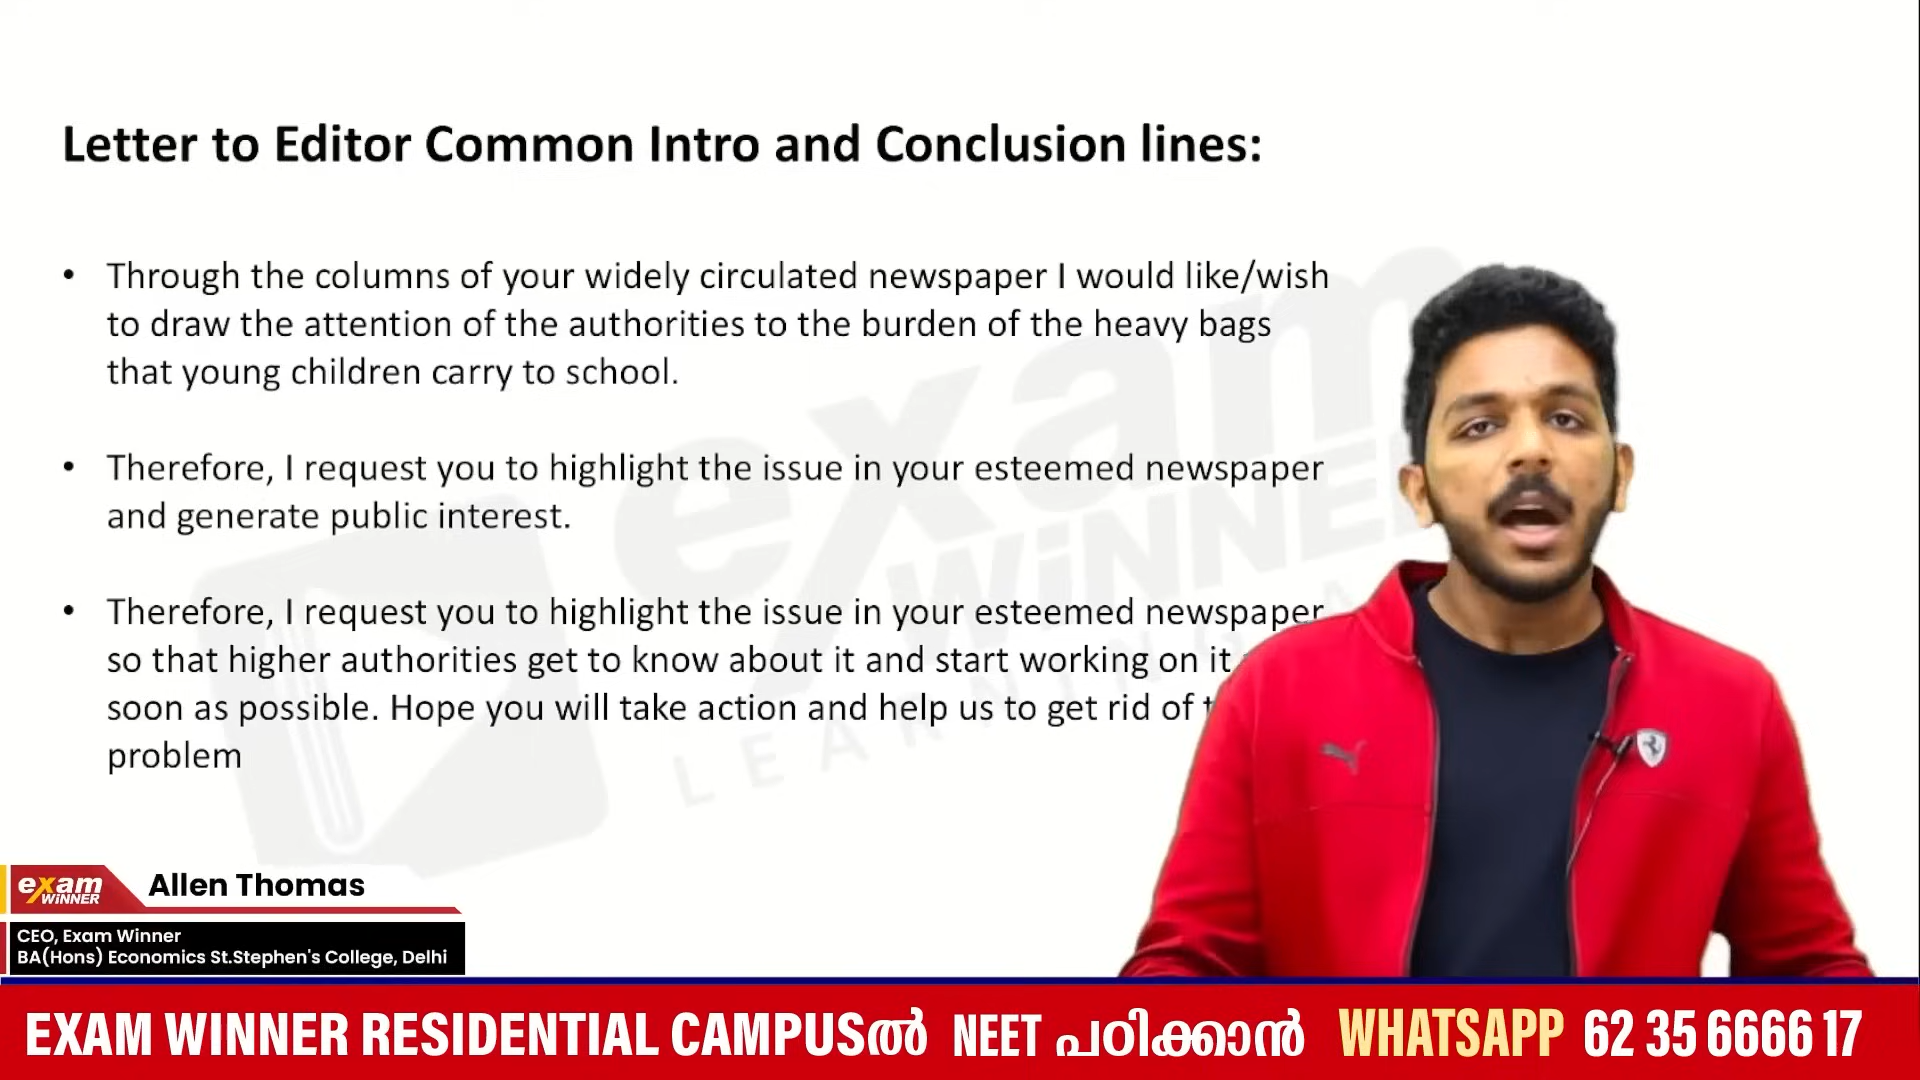 Letter to Editor Common Intro and Conclusion lines:
• Through the columns of your widely circulated newspaper I would like/wish
to draw the attention of the authorities to the burden of the heavy bags
that young children carry to school.
• Therefore, I request you to highlight the issue in your esteemed newspaper
and generate public interest.
• Therefore, I request you to highlight the issue in your esteemed newspaper
so that higher authorities get to know about it and start working on it
soon as possible. Hope you will take action and help us to get rid of
problem
exam
WiNNER
LEARNIN
exam
WiNNER
Allen Thomas
CEO, Exam Winner
BA(Hons) Economics St.Stephen's College, Delhi
EXAM WINNER RESIDENTIAL CAMPUSൽ NEET പഠിക്കാൻ WHATSAPP 62 35 6666 17